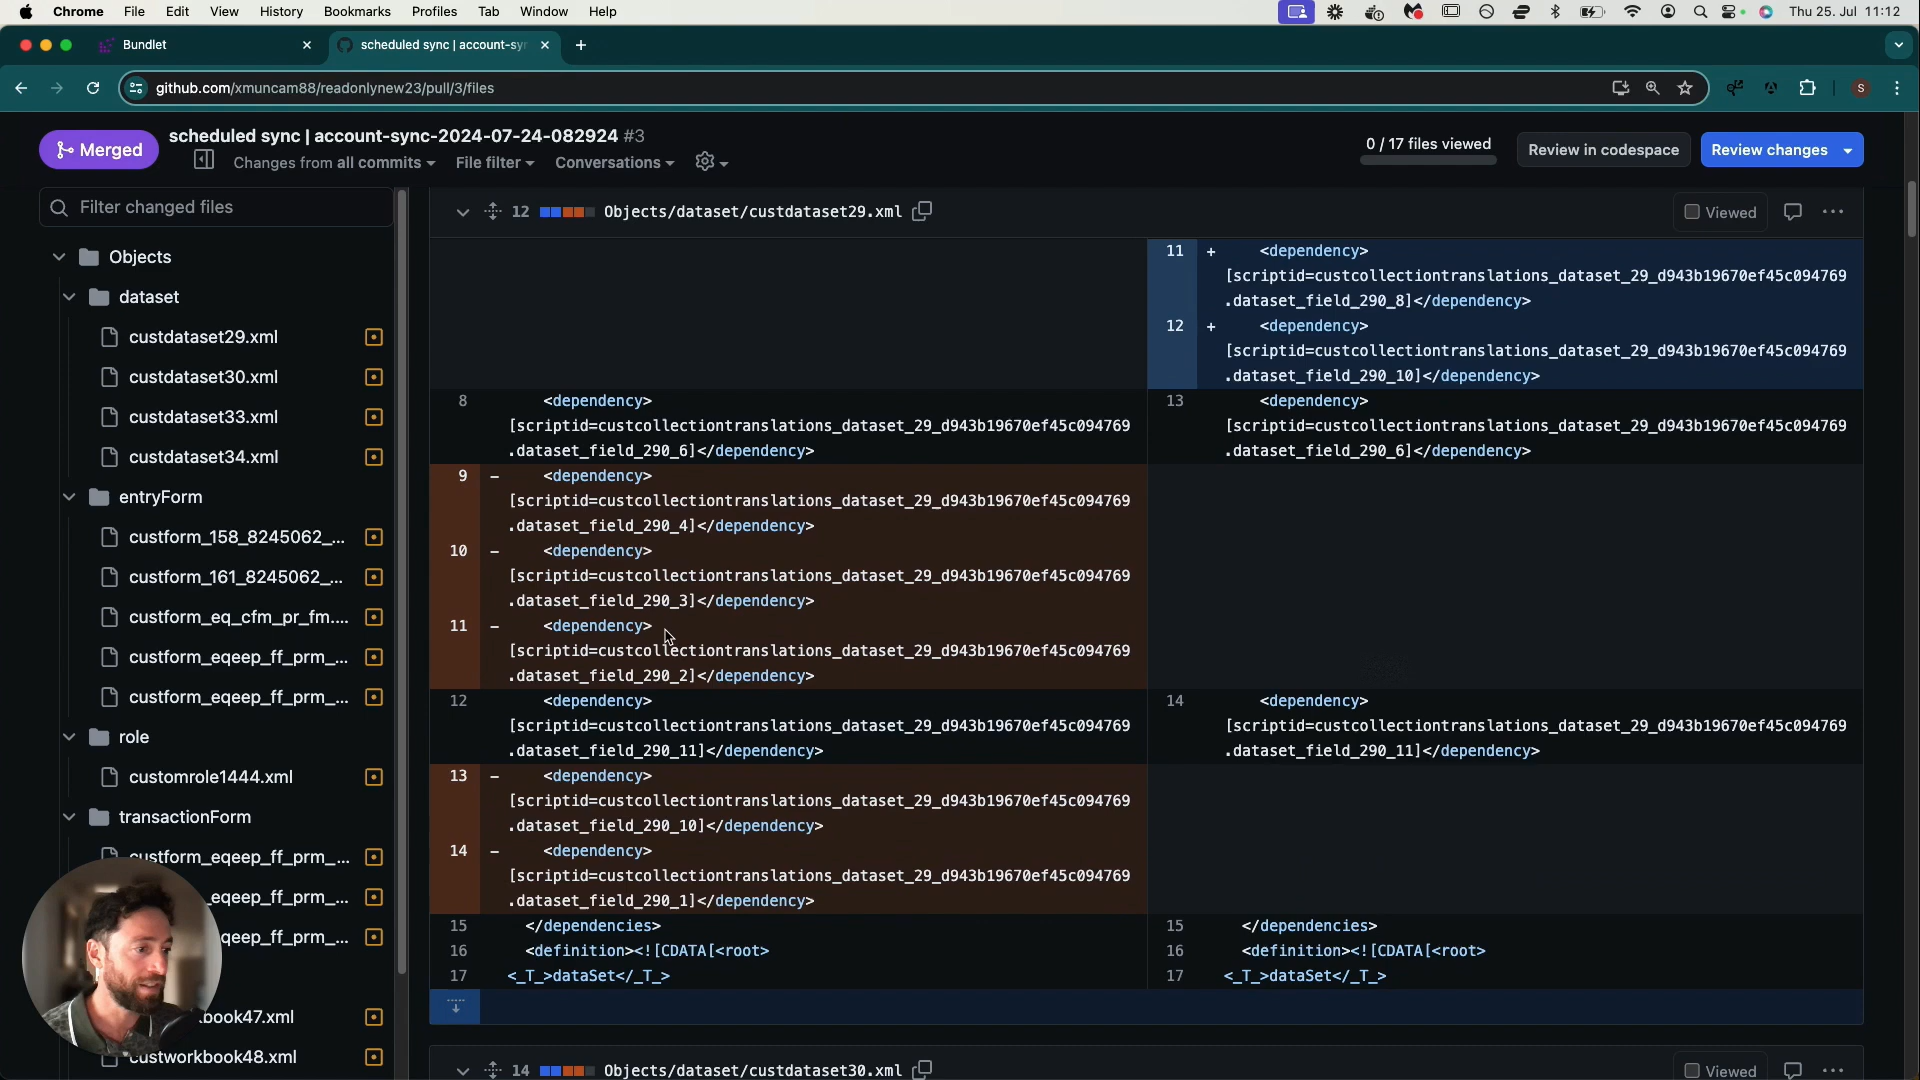 Chrome File Edit View History Bookmarks Profiles Tab Window Help Thu 25. Jul 11:12
Bundlet scheduled sync | account-syn
github.com/xmuncam88/readonlynew23/pull/3/files S
Merged
scheduled sync | account-sync-2024-07-24-082924 #3
Changes from all commits File filter Conversations
0 / 17 files viewed
Review in codespace
Review changes
Filter changed files
Objects
dataset
custdataset29.xml
custdataset30.xml
custdataset33.xml
custdataset34.xml
entryForm
custform_158_8245062_...
custform_161_8245062_...
custform_eq_cfm_pr_fm....
custform_eqeep_ff_prm_...
custform_eqeep_ff_prm_...
role
customrole1444.xml
transactionForm
custform_eqeep_ff_prm_...
_eqeep_ff_prm_...
qeep_ff_prm_...
book47.xml
custworkbook48.xml
12 Objects/dataset/custdataset29.xml Viewed
11 + <dependency>
[scriptid=custcollectiontranslations_dataset_29_d943b19670ef45c094769
.dataset_field_290_8]</dependency>
12 + <dependency>
[scriptid=custcollectiontranslations_dataset_29_d943b19670ef45c094769
.dataset_field_290_10]</dependency>
8 <dependency> 13 <dependency>
[scriptid=custcollectiontranslations_dataset_29_d943b19670ef45c094769 [scriptid=custcollectiontranslations_dataset_29_d943b19670ef45c094769
.dataset_field_290_6]</dependency> .dataset_field_290_6]</dependency>
9 - <dependency>
[scriptid=custcollectiontranslations_dataset_29_d943b19670ef45c094769
.dataset_field_290_4]</dependency>
10 - <dependency>
[scriptid=custcollectiontranslations_dataset_29_d943b19670ef45c094769
.dataset_field_290_3]</dependency>
11 - <dependency>
[scriptid=custcollectiontranslations_dataset_29_d943b19670ef45c094769
.dataset_field_290_2]</dependency>
12 <dependency> 14 <dependency>
[scriptid=custcollectiontranslations_dataset_29_d943b19670ef45c094769 [scriptid=custcollectiontranslations_dataset_29_d943b19670ef45c094769
.dataset_field_290_11]</dependency> .dataset_field_290_11]</dependency>
13 - <dependency>
[scriptid=custcollectiontranslations_dataset_29_d943b19670ef45c094769
.dataset_field_290_10]</dependency>
14 - <dependency>
[scriptid=custcollectiontranslations_dataset_29_d943b19670ef45c094769
.dataset_field_290_1]</dependency>
15 </dependencies> 15 </dependencies>
16 <definition><![CDATA[<root> 16 <definition><![CDATA[<root>
17 <_T_>dataSet</_T_> 17 <_T_>dataSet</_T_>
14 Objects/dataset/custdataset30.xml Viewed